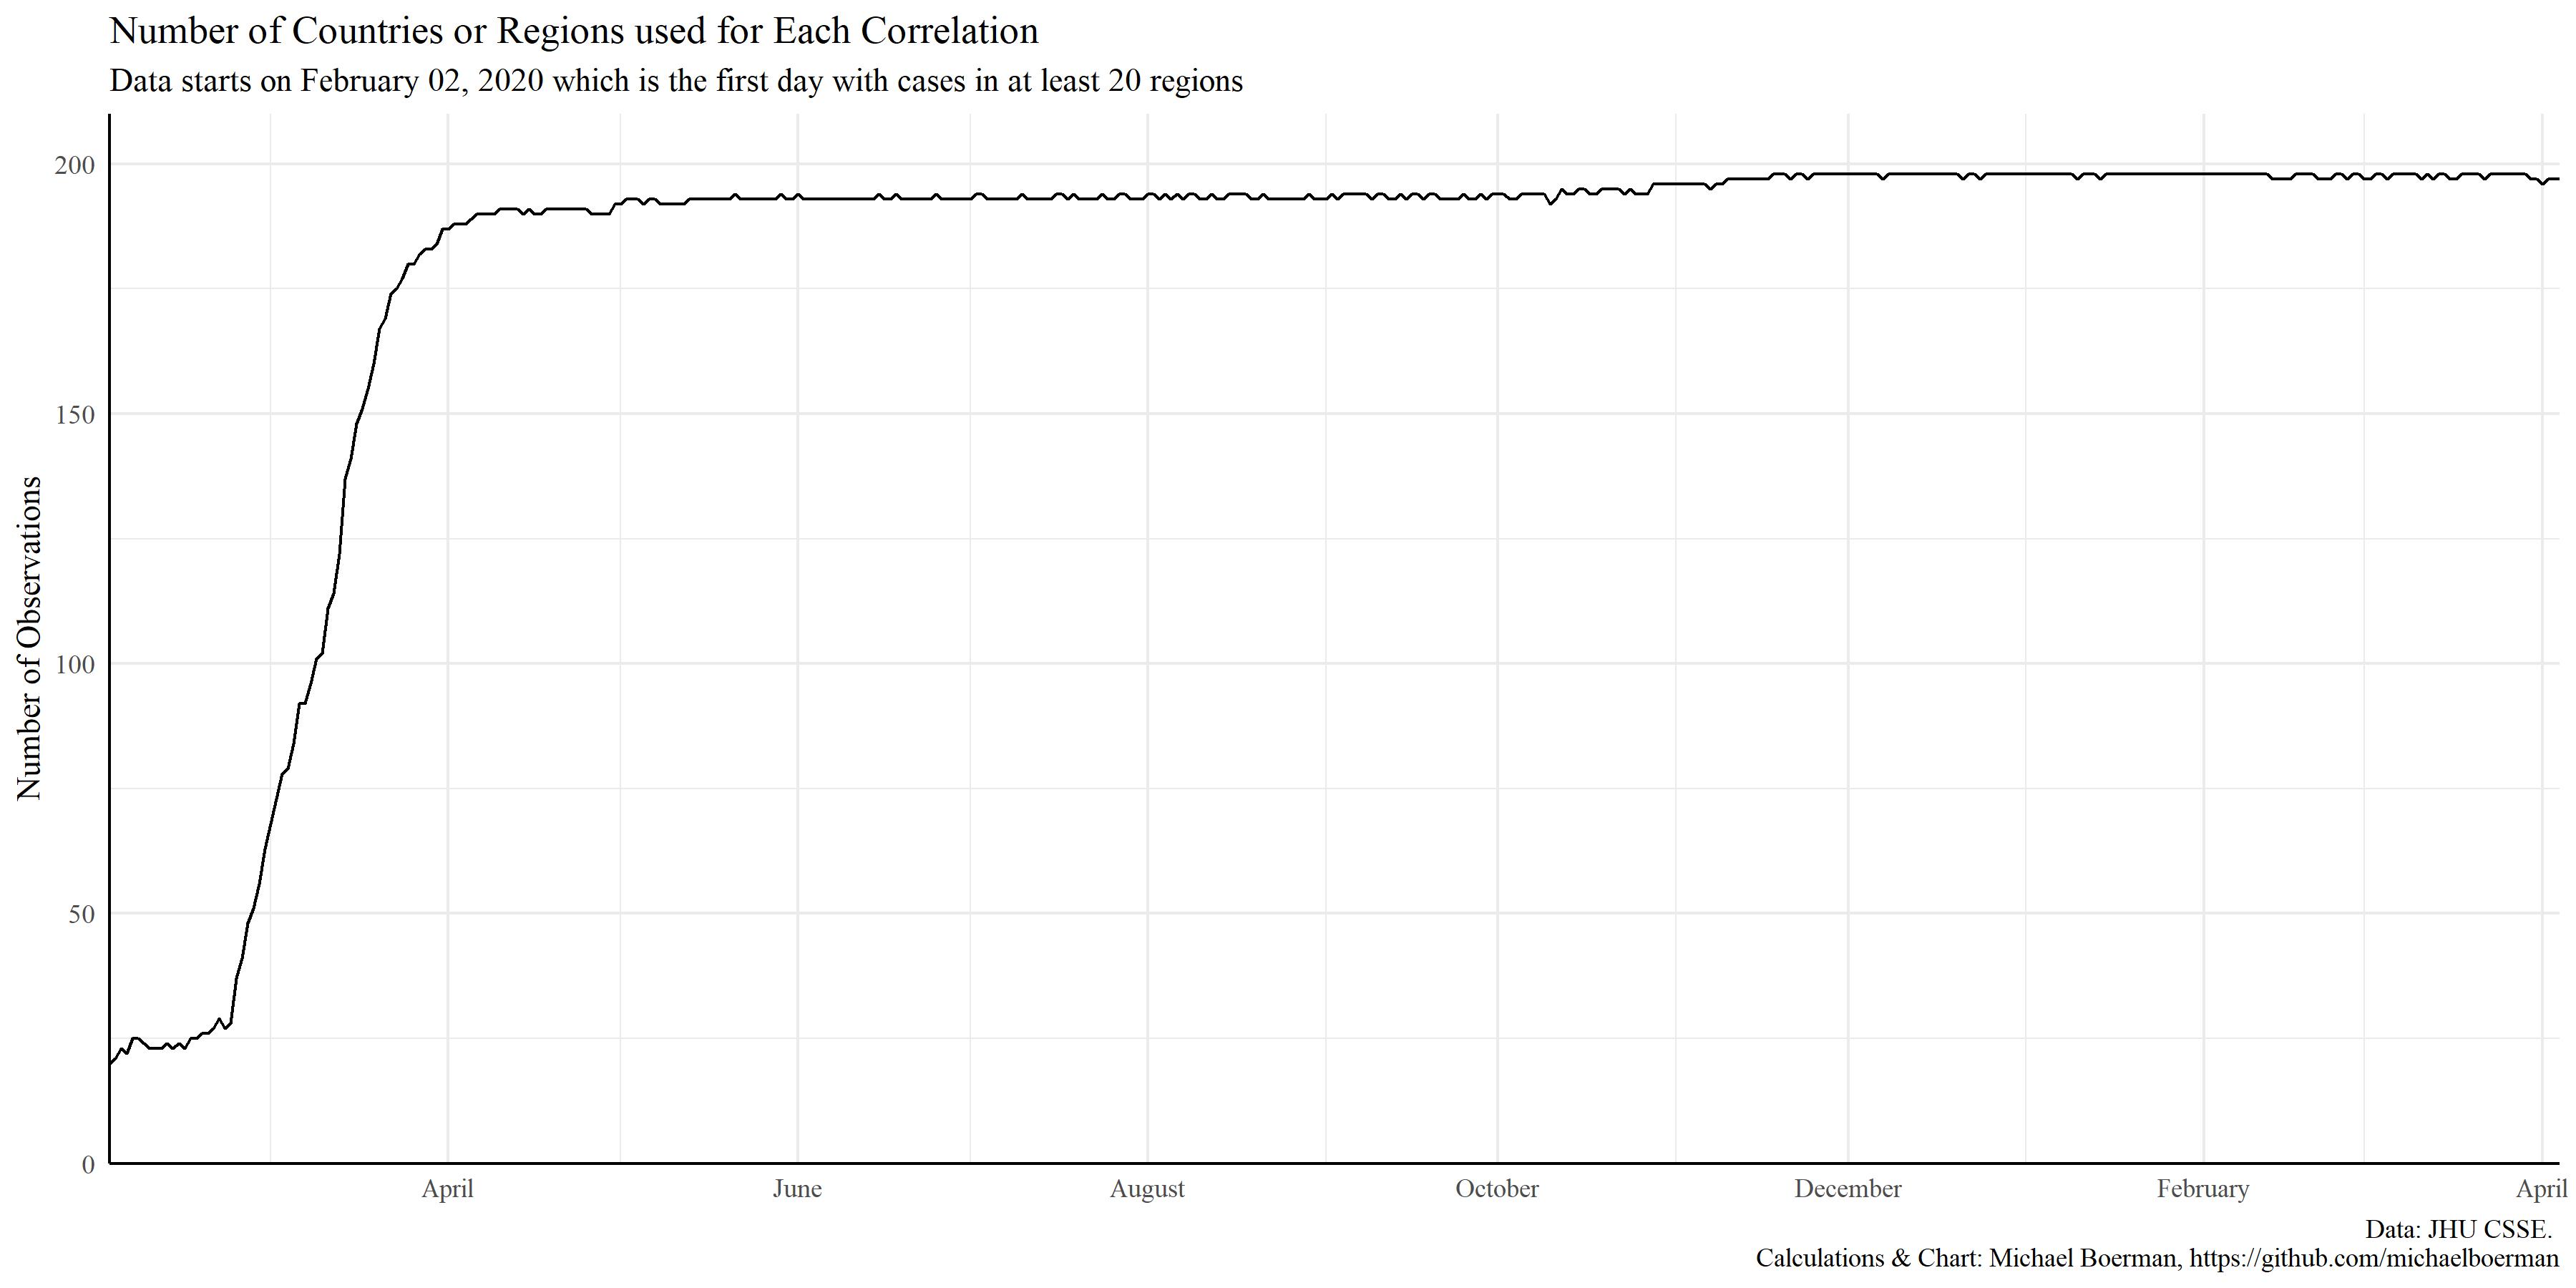 Number of Countries or Regions used for Each Correlation
Data starts on February 02, 2020 which is the first day with cases in at least 20 regions
Number of Observations
200
150
100
50
0
April June August October December February April
Data: JHU CSSE.
Calculations & Chart: Michael Boerman, https://github.com/michaelboerman